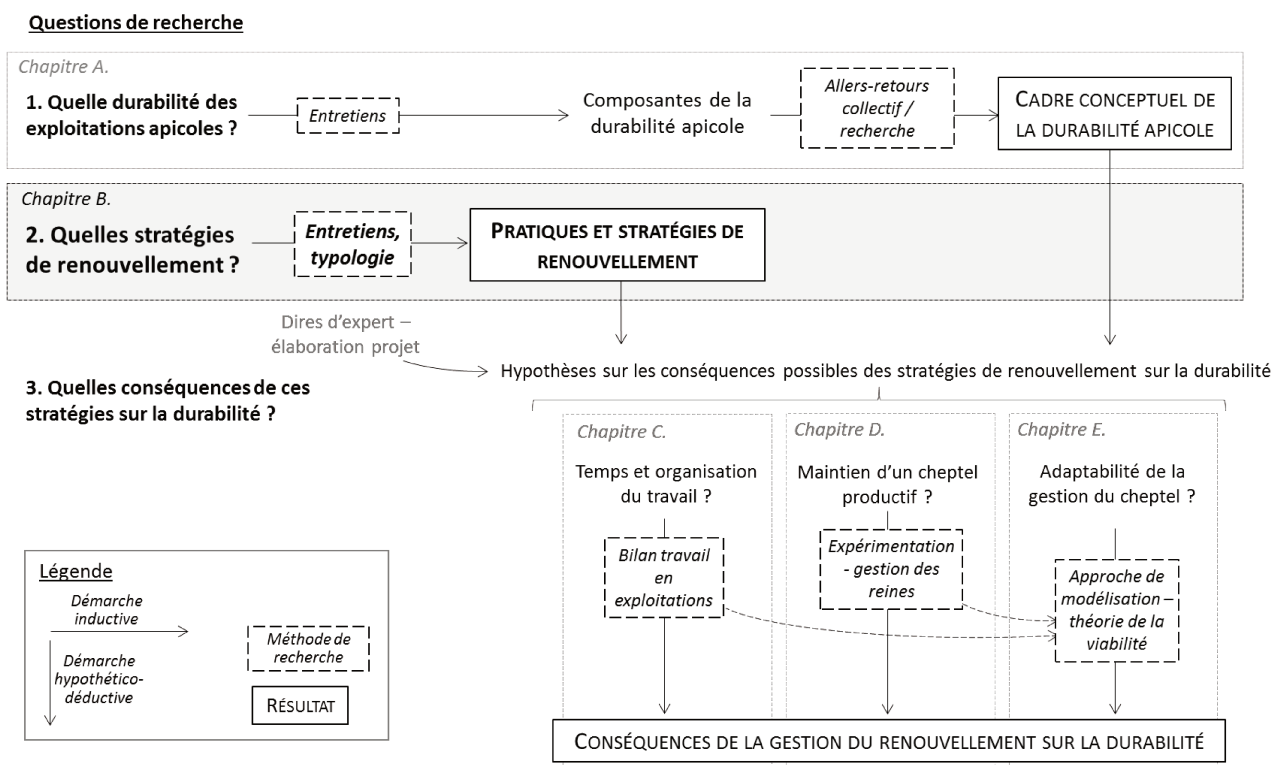 Questions de recherche
Chapitre A.
1. Quelle durabilité des
exploitations apicoles ?
Entretiens
Composantes de la
durabilité apicole
Allers-retours
collectif /
recherche
CADRE CONCEPTUEL DE
LA DURABILITÉ APICOLE
Chapitre B.
2. Quelles stratégies
de renouvellement ?
Entretiens,
typologie
PRATIQUES ET STRATÉGIES DE
RENOUVELLEMENT
Dires d'expert –
élaboration projet
3. Quelles conséquences de ces
stratégies sur la durabilité ?
Hypothèses sur les conséquences possibles des stratégies de renouvellement sur la durabilité
Chapitre C.
Temps et organisation
du travail ?
Bilan travail
en
exploitations
Chapitre D.
Maintien d'un cheptel
productif ?
Expérimentation
- gestion des
reines
Chapitre E.
Adaptabilité de la
gestion du cheptel ?
Approche de
modélisation –
théorie de la
viabilité
CONSÉQUENCES DE LA GESTION DU RENOUVELLEMENT SUR LA DURABILITÉ
Légende
Démarche
inductive
Démarche
hypothético-
déductive
Méthode de
recherche
RÉSULTAT